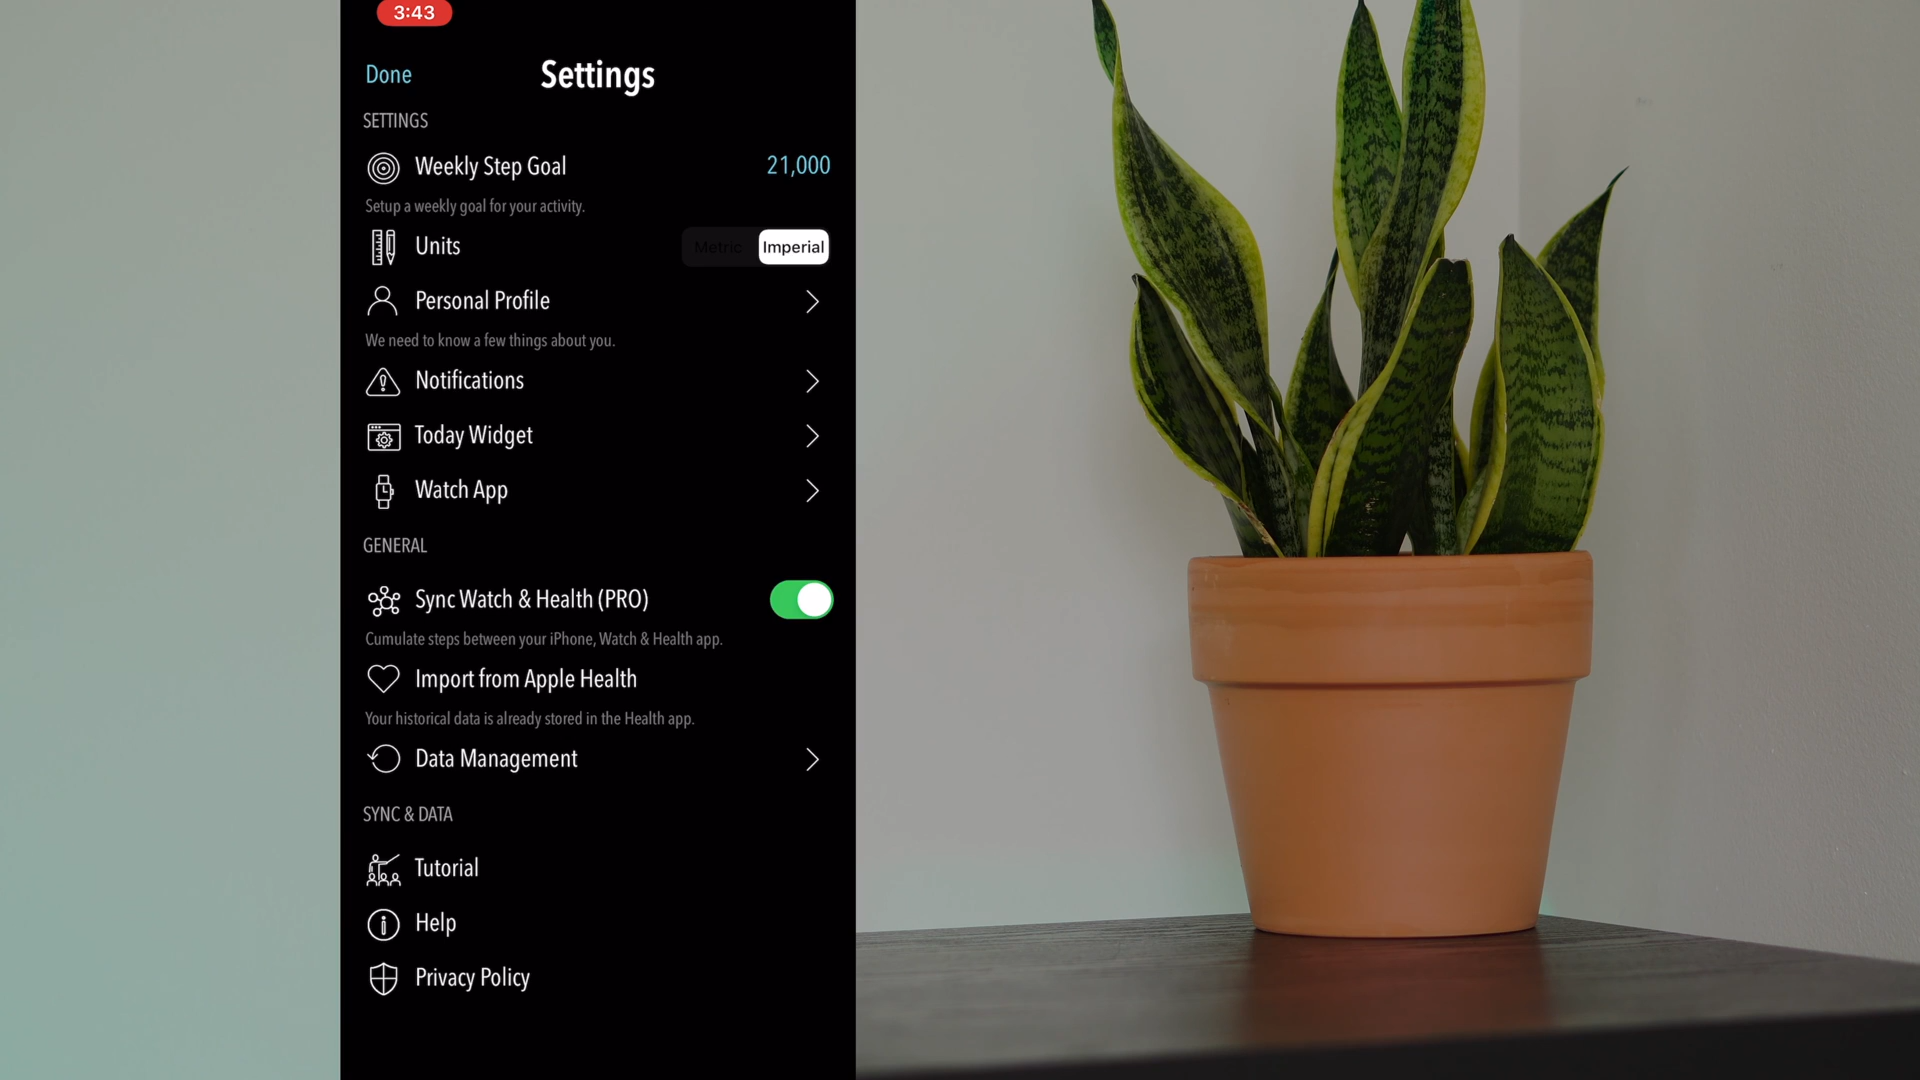 3:43
Done
Settings
SETTINGS
Weekly Step Goal
21,000
Setup a weekly goal for your activity.
Units
Metric
Imperial
Personal Profile
We need to know a few things about you.
Notifications
Today Widget
Watch App
GENERAL
Sync Watch & Health (PRO)
Cumulate steps between your iPhone, Watch & Health app.
Import from Apple Health
Your historical data is already stored in the Health app.
Data Management
SYNC & DATA
Tutorial
Help
Privacy Policy